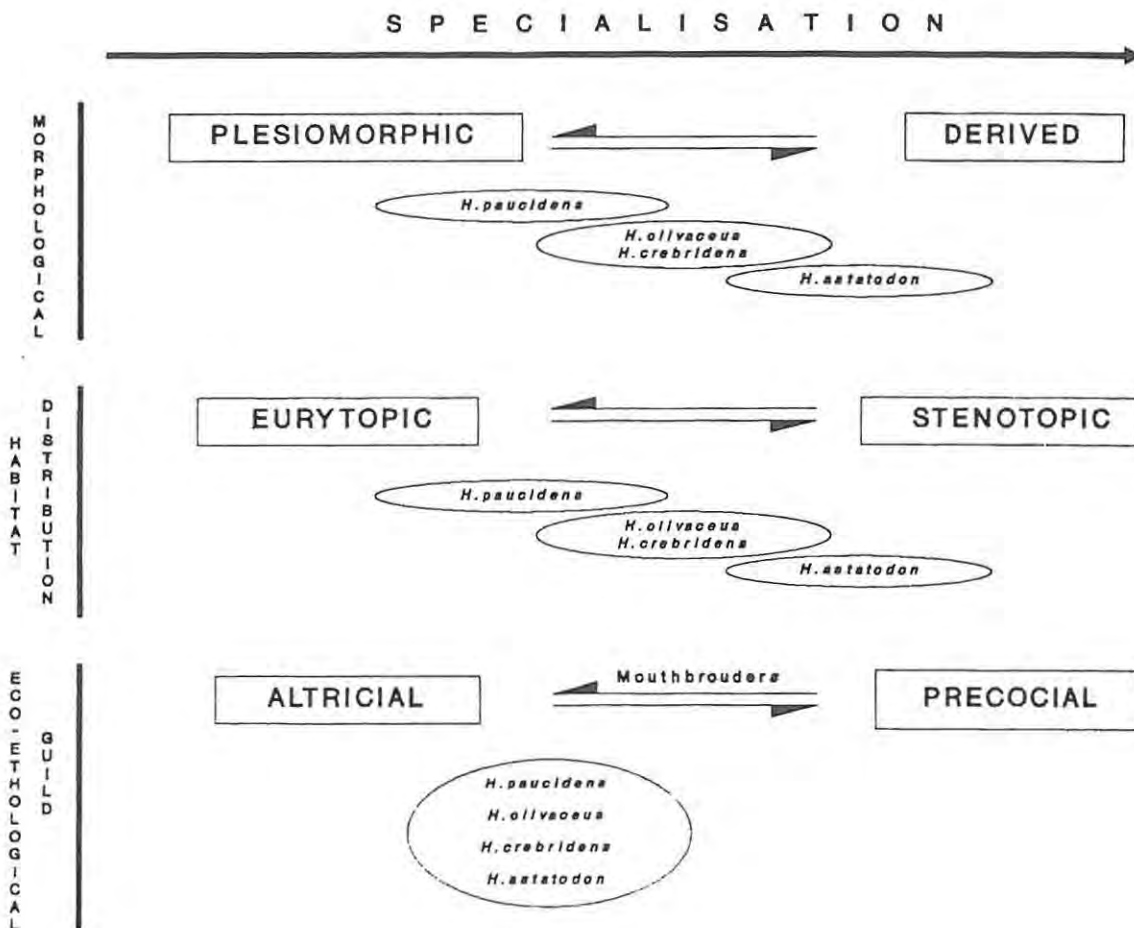 SPECIALISATION
MORPHOLOGICAL
PLESIOMORPHIC
DERIVED
H.paucidens
H.olivaceus
H.crebridens
H.astatodon
HABITAT
DISTRIBUTION
EURYTOPIC
STENOTOPIC
H.paucidens
H.olivaceus
H.crebridens
H.astatodon
ECO-ETHOLOGICAL
GUILD
ALTRICIAL
Mouthbrouders
PRECOCIAL
H.paucidens
H.olivaceus
H.crebridens
H.astatodon